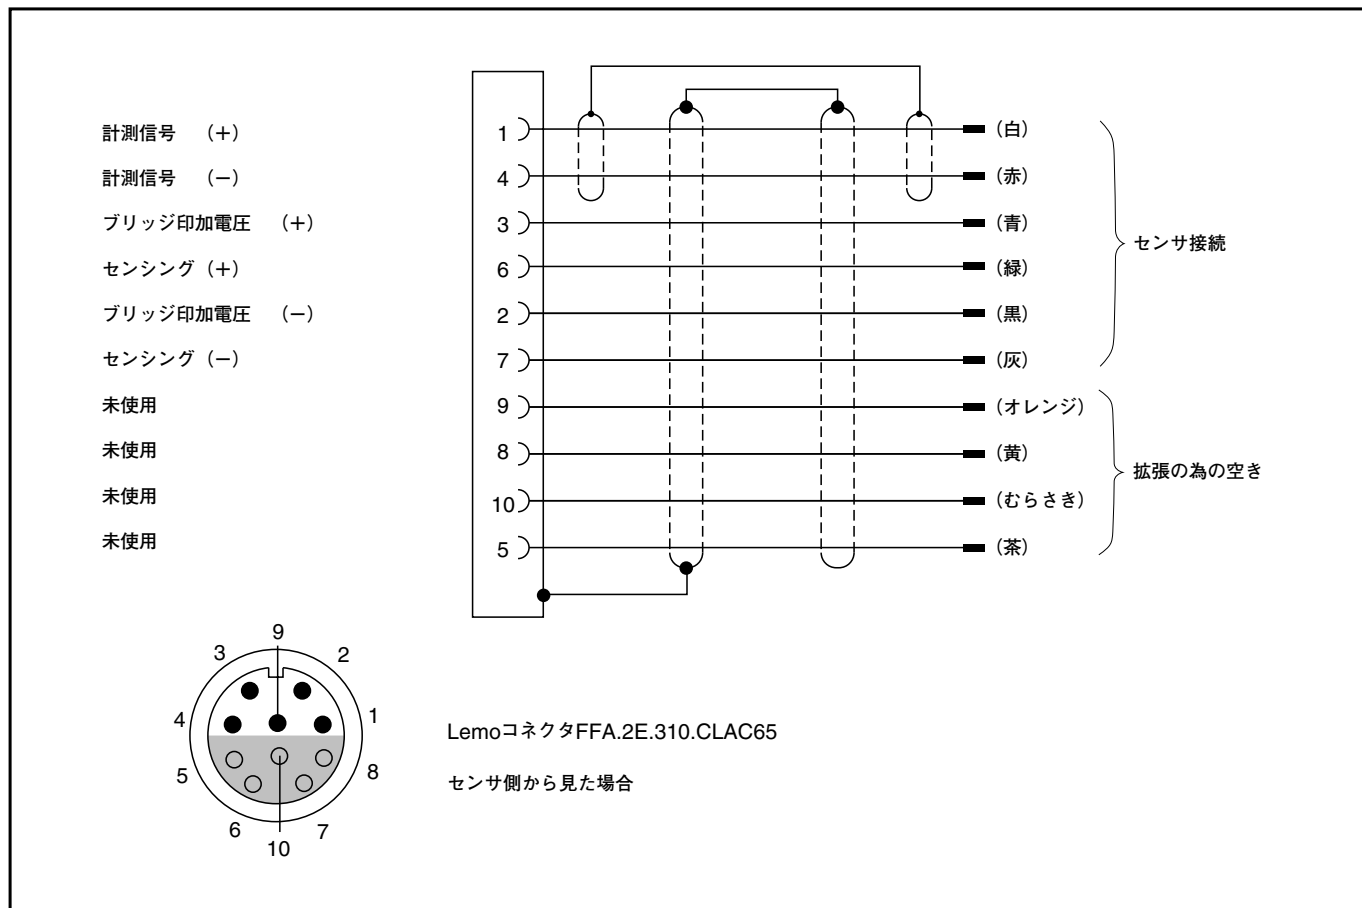 計測信号 （+） 1 （白）
計測信号 （−） 4 （赤）
ブリッジ印加電圧 （+） 3 （青）
センサ接続
センシング（+） 6 （緑）
ブリッジ印加電圧 （−） 2 （黒）
センシング（−） 7 （灰）
未使用 9 （オレンジ）
未使用 8 （黄）
拡張の為の空き
未使用 10 （むらさき）
未使用 5 （茶）
9
3 2
4 1
5 8
6 7
10
LemoコネクタFFA.2E.310.CLAC65
センサ側から見た場合